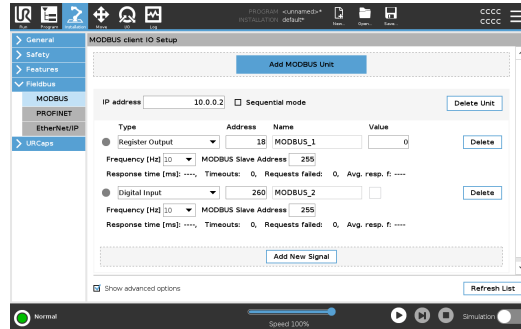 PROGRAM <unnamed>*
INSTALLATION default*
CCCC
CCCC
Run Program Installation Move I/O Log New... Open... Save...
General
MODBUS client IO Setup
Safety
Features
Fieldbus
MODBUS
PROFINET
EtherNet/IP
URCaps
Add MODBUS Unit
IP address 10.0.0.2 Sequential mode Delete Unit
Type Address Name Value
Register Output 18 MODBUS_1 0 Delete
Frequency [Hz] 10 MODBUS Slave Address 255
Response time [ms]: ----, Timeouts: 0, Requests failed: 0, Avg. resp. f: ----
Digital Input 260 MODBUS_2 Delete
Frequency [Hz] 10 MODBUS Slave Address 255
Response time [ms]: ----, Timeouts: 0, Requests failed: 0, Avg. resp. f: ----
Add New Signal
Show advanced options Refresh List
Normal Speed 100% Simulation